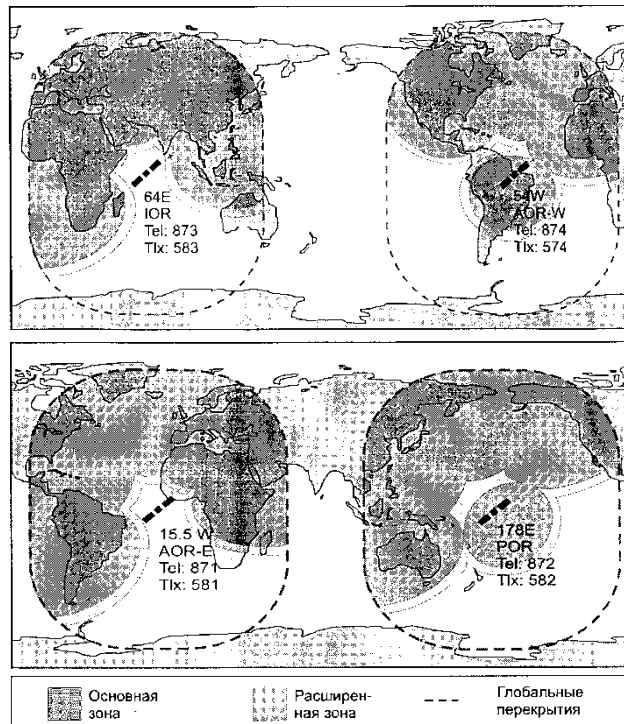 64E
IOR
Tel: 873
Tlx: 583
54W
AOR-W
Tel: 874
Tlx: 574
15.5 W
AOR-E
Tel: 871
Tlx: 581
178E
POR
Tel: 872
Tlx: 582
Основная
зона
Расширен-
ная зона
Глобальные
перекрытия